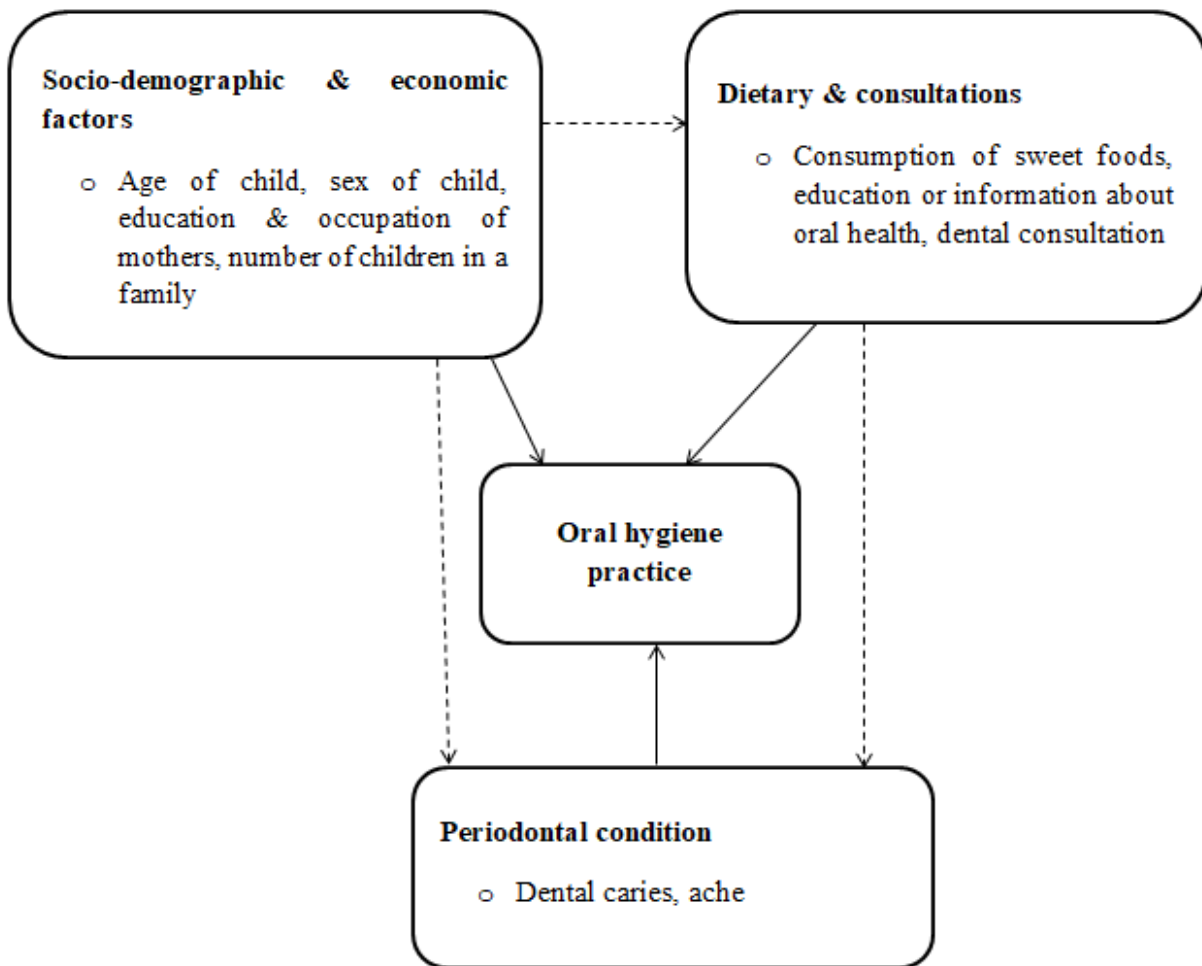 Socio-demographic & economic
factors
o Age of child, sex of child,
education & occupation of
mothers, number of children in a
family
Dietary & consultations
o Consumption of sweet foods,
education or information about
oral health, dental consultation
Oral hygiene
practice
Periodontal condition
o Dental caries, ache